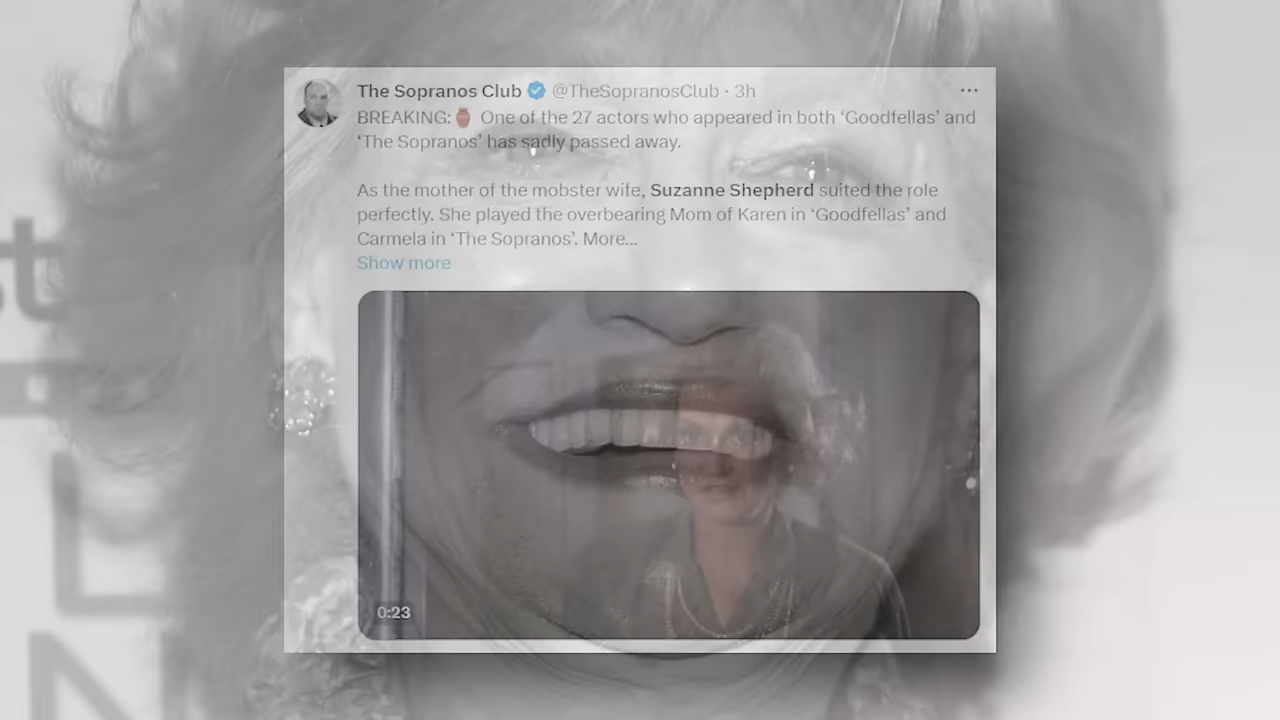 The Sopranos Club @TheSopranosClub · 3h
BREAKING: One of the 27 actors who appeared in both ‘Goodfellas’ and
‘The Sopranos’ has sadly passed away.
As the mother of the mobster wife, Suzanne Shepherd suited the role
perfectly. She played the overbearing Mom of Karen in ‘Goodfellas’ and
Carmela in ‘The Sopranos’. More...
Show more
0:23
st
L
N